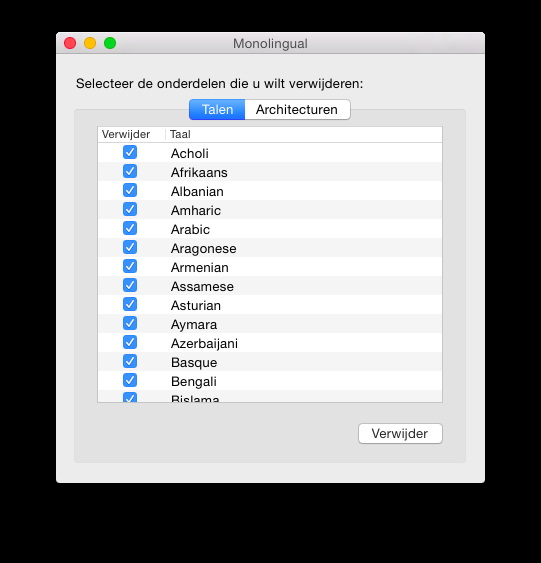 Monolingual
Selecteer de onderdelen die u wilt verwijderen:
Talen Architecturen
Verwijder Taal
Acholi
Afrikaans
Albanian
Amharic
Arabic
Aragonese
Armenian
Assamese
Asturian
Aymara
Azerbaijani
Basque
Bengali
Bislama
Verwijder